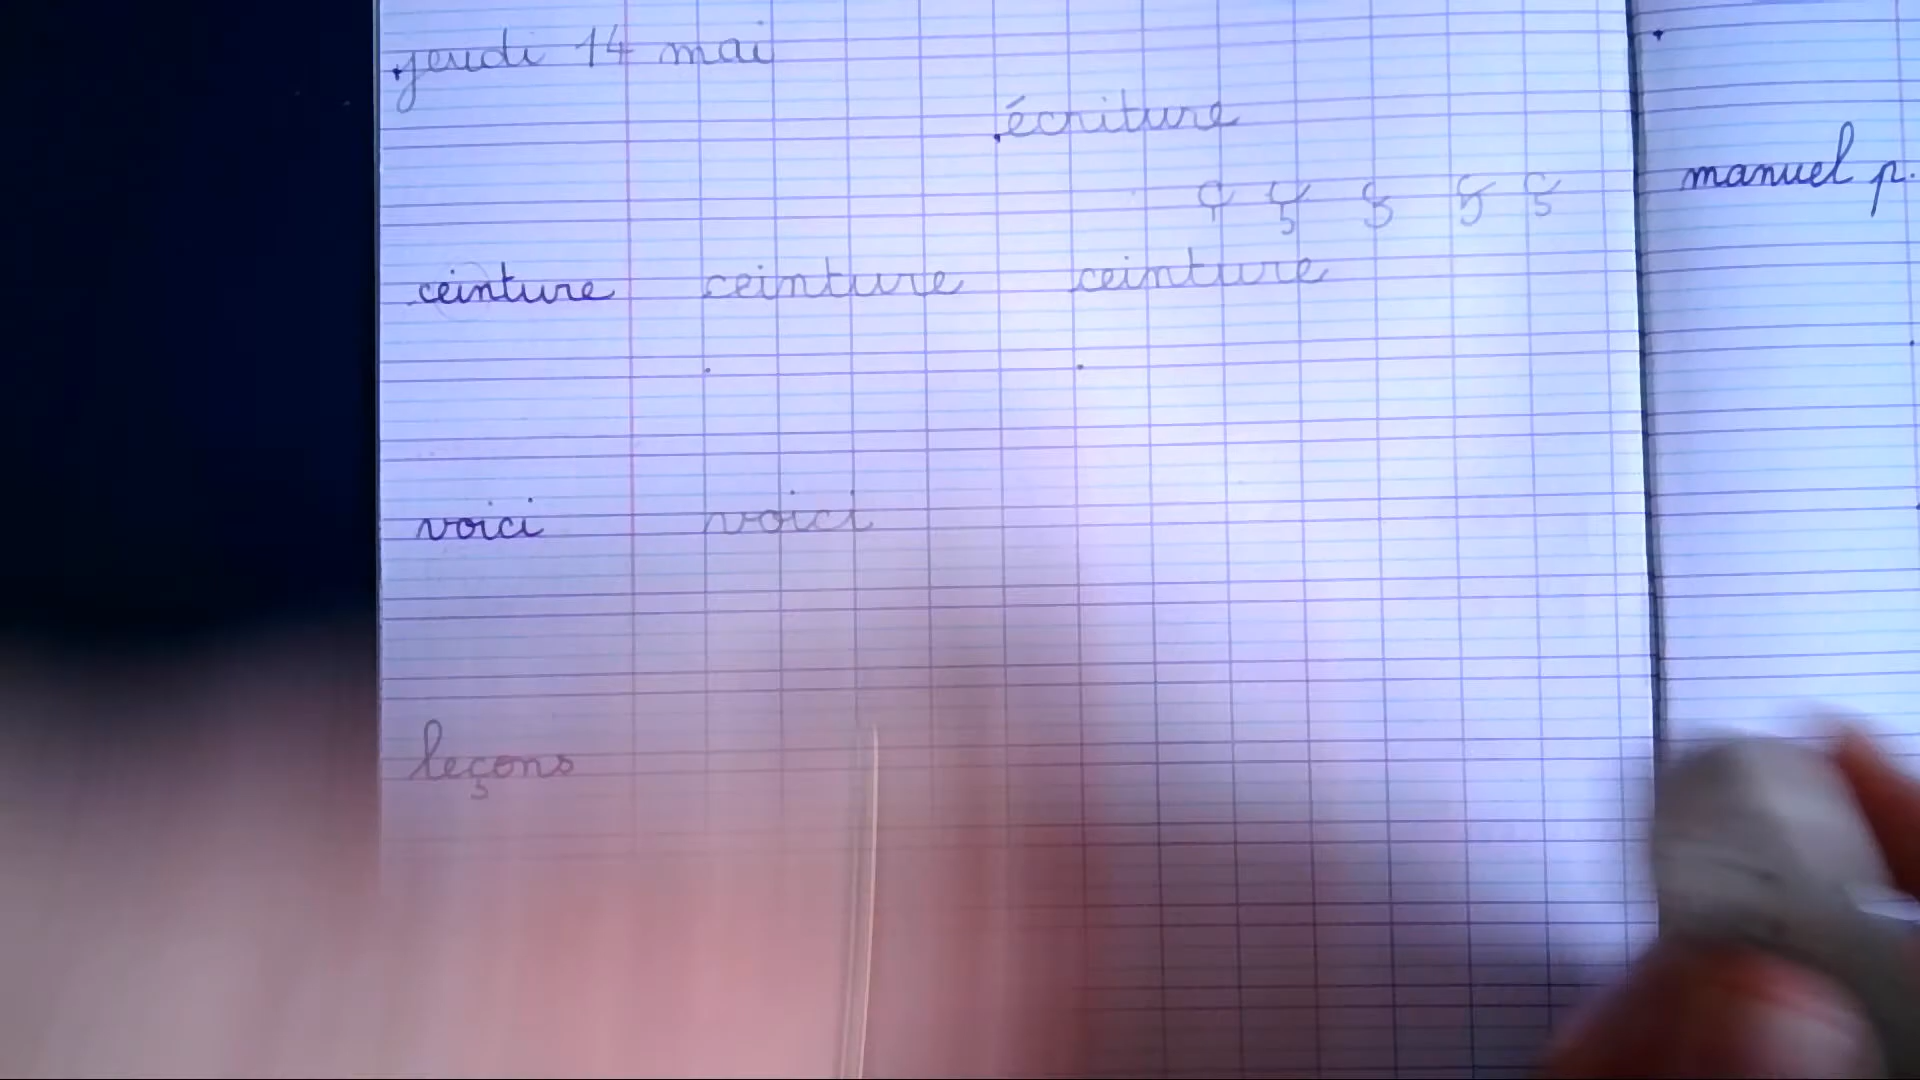 jeudi 14 mai
écriture
ceinture ceinture ceinture
voici voici
leçons
manuel p.